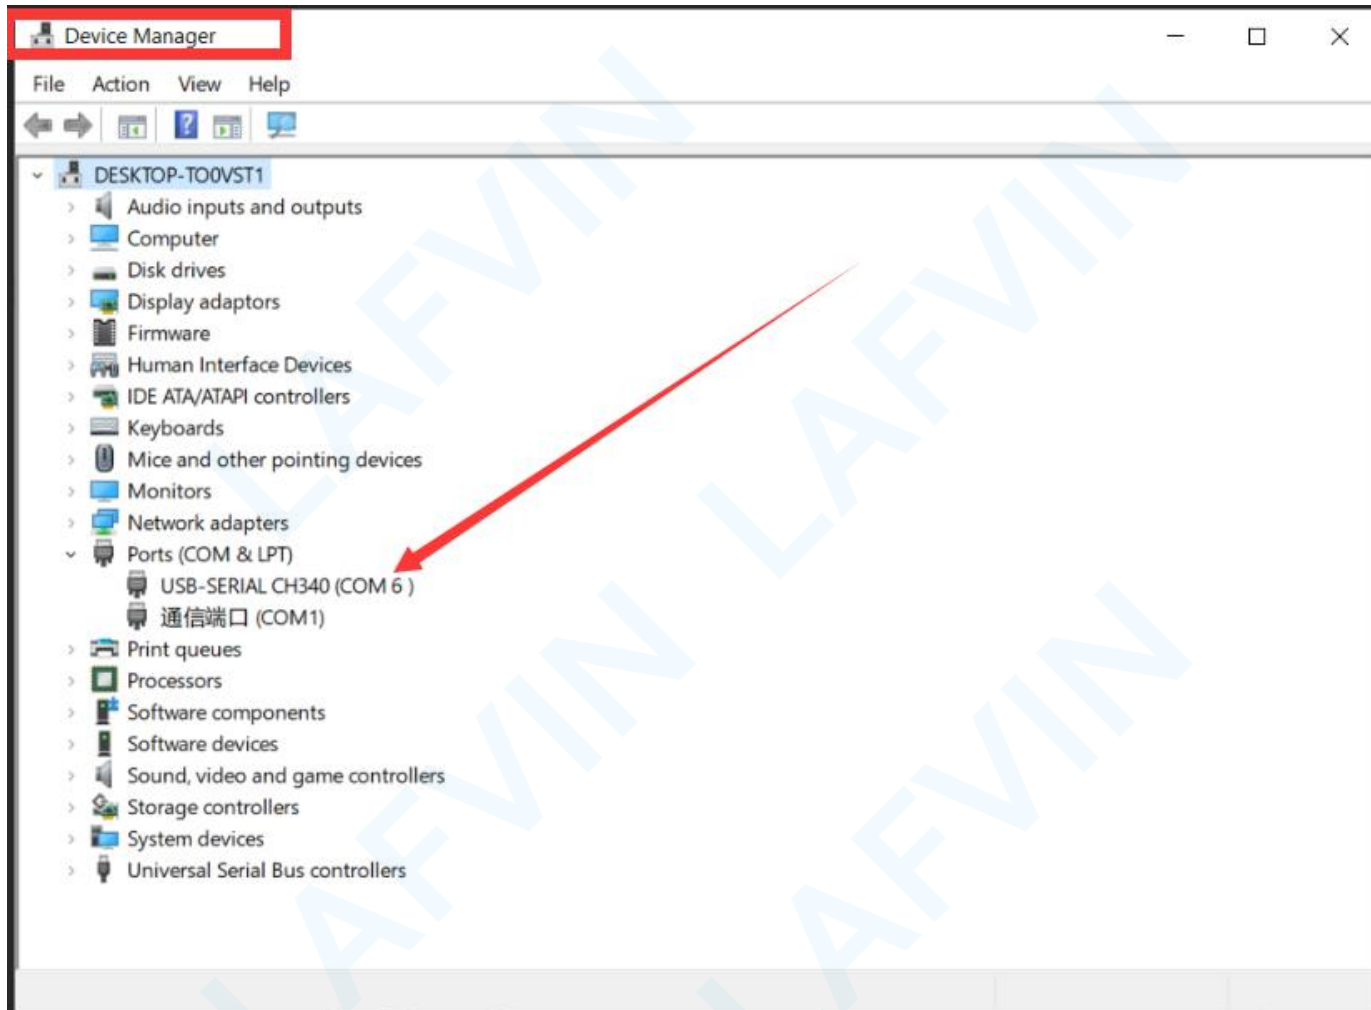 Device Manager
File Action View Help
DESKTOP-TO0VST1
Audio inputs and outputs
Computer
Disk drives
Display adaptors
Firmware
Human Interface Devices
IDE ATA/ATAPI controllers
Keyboards
Mice and other pointing devices
Monitors
Network adapters
Ports (COM & LPT)
USB-SERIAL CH340 (COM 6 )
通信端口 (COM1)
Print queues
Processors
Software components
Software devices
Sound, video and game controllers
Storage controllers
System devices
Universal Serial Bus controllers
LAFVIN
LAFVIN
LAFVIN
LAFVIN